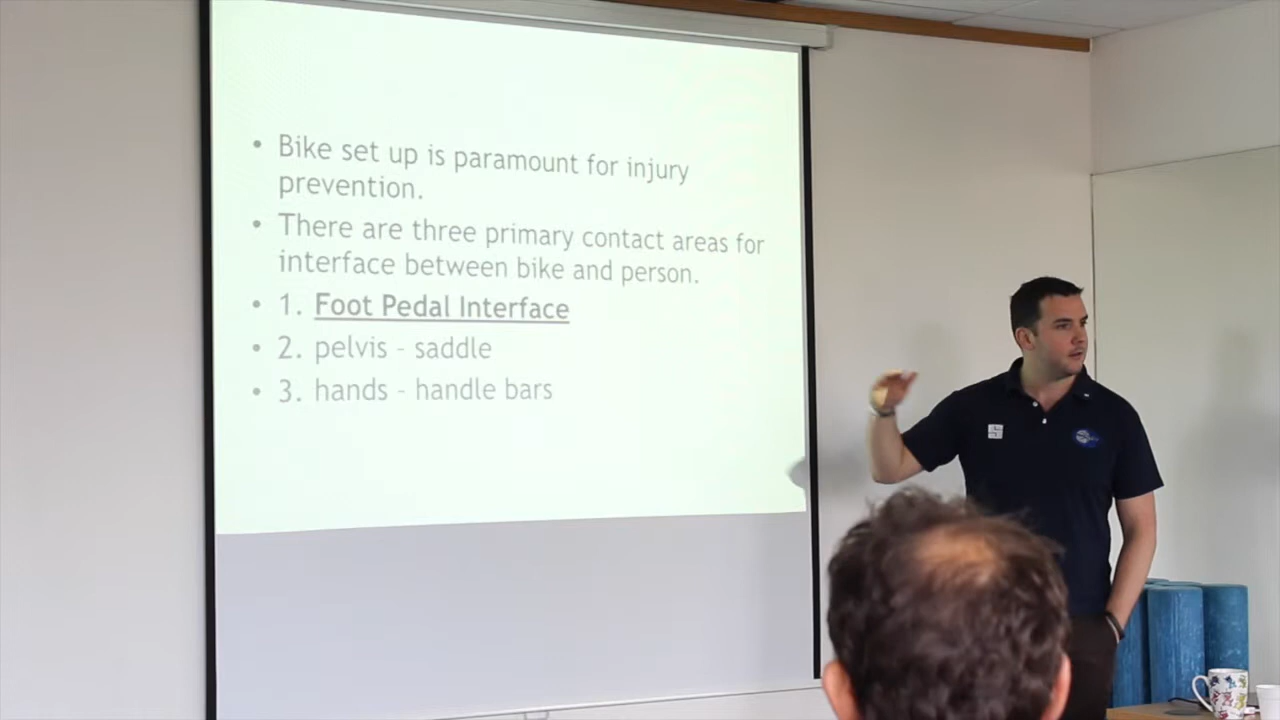 • Bike set up is paramount for injury
prevention.
• There are three primary contact areas for
interface between bike and person.
• 1. Foot Pedal Interface
• 2. pelvis – saddle
• 3. hands – handle bars